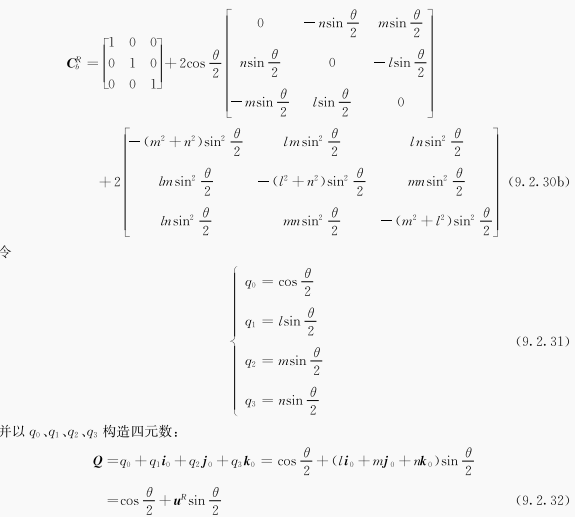 $\boldsymbol{C}_b^R = \begin{bmatrix} 1 & 0 & 0 \\ 0 & 1 & 0 \\ 0 & 0 & 1 \end{bmatrix} + 2\cos\frac{\theta}{2} \begin{bmatrix} 0 & -n\sin\frac{\theta}{2} & m\sin\frac{\theta}{2} \\ n\sin\frac{\theta}{2} & 0 & -l\sin\frac{\theta}{2} \\ -m\sin\frac{\theta}{2} & l\sin\frac{\theta}{2} & 0 \end{bmatrix}$
$+ 2 \begin{bmatrix} -(m^2+n^2)\sin^2\frac{\theta}{2} & lm\sin^2\frac{\theta}{2} & ln\sin^2\frac{\theta}{2} \\ lm\sin^2\frac{\theta}{2} & -(l^2+n^2)\sin^2\frac{\theta}{2} & mn\sin^2\frac{\theta}{2} \\ ln\sin^2\frac{\theta}{2} & mn\sin^2\frac{\theta}{2} & -(m^2+l^2)\sin^2\frac{\theta}{2} \end{bmatrix}$ (9.2.30b)
令
$\begin{cases} q_0 = \cos\frac{\theta}{2} \\ q_1 = l\sin\frac{\theta}{2} \\ q_2 = m\sin\frac{\theta}{2} \\ q_3 = n\sin\frac{\theta}{2} \end{cases}$ (9.2.31)
并以 $q_0$、$q_1$、$q_2$、$q_3$ 构造四元数:
$\boldsymbol{Q} = q_0 + q_1\boldsymbol{i}_0 + q_2\boldsymbol{j}_0 + q_3\boldsymbol{k}_0 = \cos\frac{\theta}{2} + (l\boldsymbol{i}_0 + m\boldsymbol{j}_0 + n\boldsymbol{k}_0)\sin\frac{\theta}{2}$
$= \cos\frac{\theta}{2} + \boldsymbol{u}^R\sin\frac{\theta}{2}$ (9.2.32)